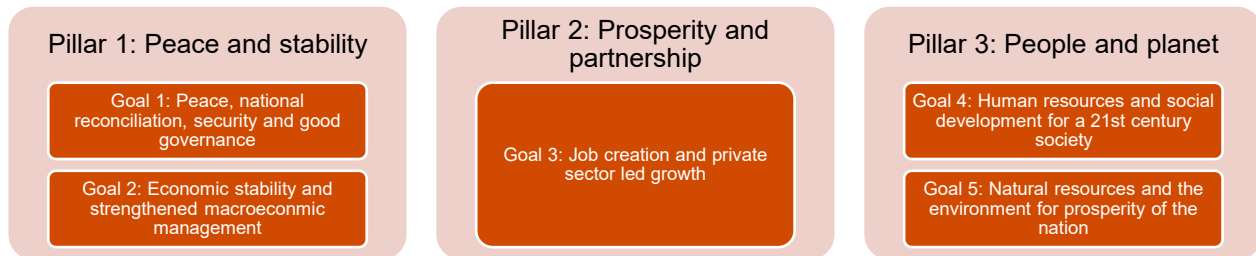 Pillar 1: Peace and stability
Goal 1: Peace, national
reconciliation, security and good
governance
Goal 2: Economic stability and
strengthened macroeconmic
management
Pillar 2: Prosperity and
partnership
Goal 3: Job creation and private
sector led growth
Pillar 3: People and planet
Goal 4: Human resources and social
development for a 21st century
society
Goal 5: Natural resources and the
environment for prosperity of the
nation